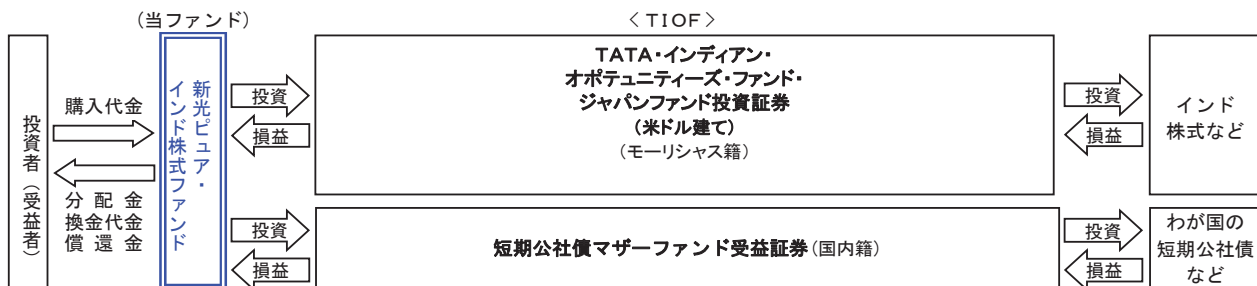 (当ファンド)
<TIOF>
投資者(受益者)
購入代金
分配金
換金代金
償還金
新光ピュア・
インド株式ファンド
投資
損益
TATA・インディアン・
オポテュニティーズ・ファンド・
ジャパンファンド投資証券
(米ドル建て)
(モーリシャス籍)
投資
損益
インド
株式など
投資
損益
短期公社債マザーファンド受益証券(国内籍)
投資
損益
わが国の
短期公社債
など